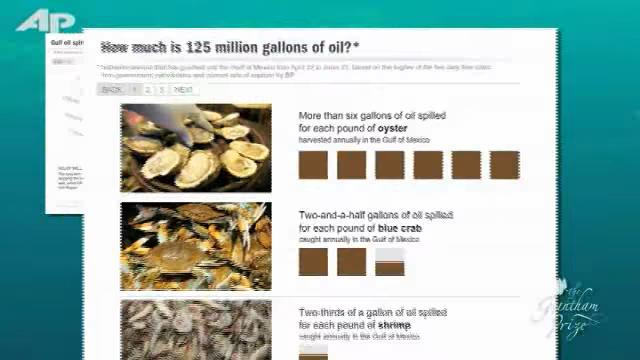 AP
Gulf oil spi
How much is 125 million gallons of oil?*
BACK 1 2 3 NEXT
More than six gallons of oil spilled
for each pound of oyster
harvested annually in the Gulf of Mexico
Two-and-a-half gallons of oil spilled
for each pound of blue crab
caught annually in the Gulf of Mexico
Two-thirds of a gallon of oil spilled
for each pound of shrimp
caught annually in the Gulf of Mexico
The
Grantham
Prize